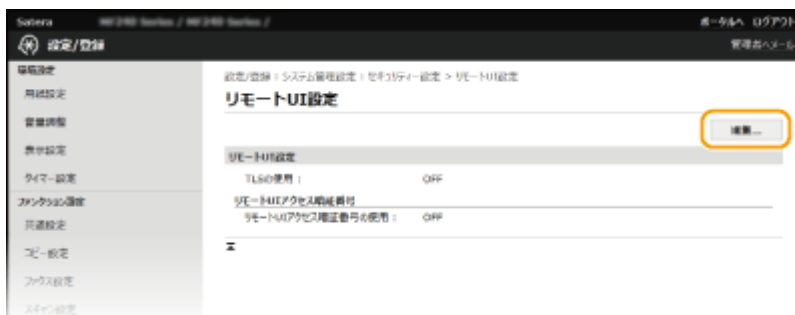 Satera MF240 Series / MF240 Series / ポータルへ ログアウト
設定/登録 管理者へメール
環境設定
用紙設定
音量調整
表示設定
タイマー設定
ファンクション設定
共通設定
コピー設定
ファクス設定
スキャン設定
設定/登録 : システム管理設定 : セキュリティー設定 > リモートUI設定
リモートUI設定
編集...
リモートUI設定
TLSの使用 : OFF
リモートUIアクセス暗証番号
リモートUIアクセス暗証番号の使用 : OFF